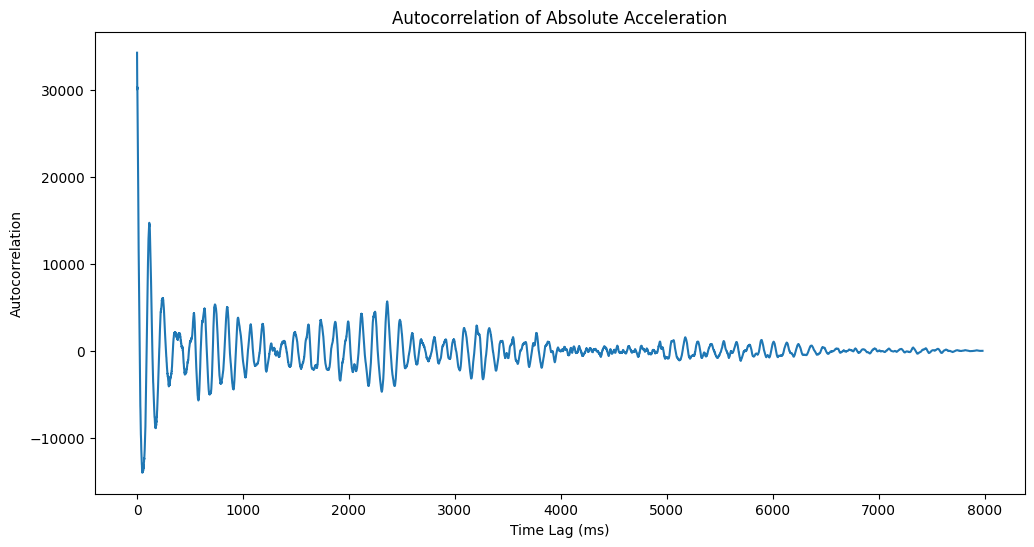 Autocorrelation of Absolute Acceleration
Autocorrelation
30000
20000
10000
0
−10000
0 1000 2000 3000 4000 5000 6000 7000 8000
Time Lag (ms)